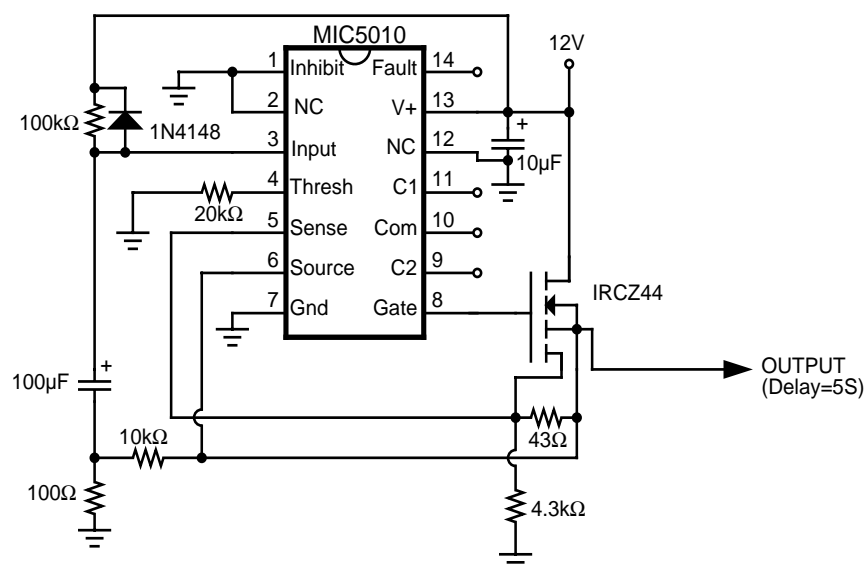 MIC5010
12V
1 Inhibit Fault 14
2 NC V+ 13
100kΩ
1N4148
3 Input NC 12
+
10µF
4 Thresh C1 11
20kΩ
5 Sense Com 10
6 Source C2 9
7 Gnd Gate 8
IRCZ44
OUTPUT
(Delay=5S)
100µF
+
10kΩ
43Ω
100Ω
4.3kΩ